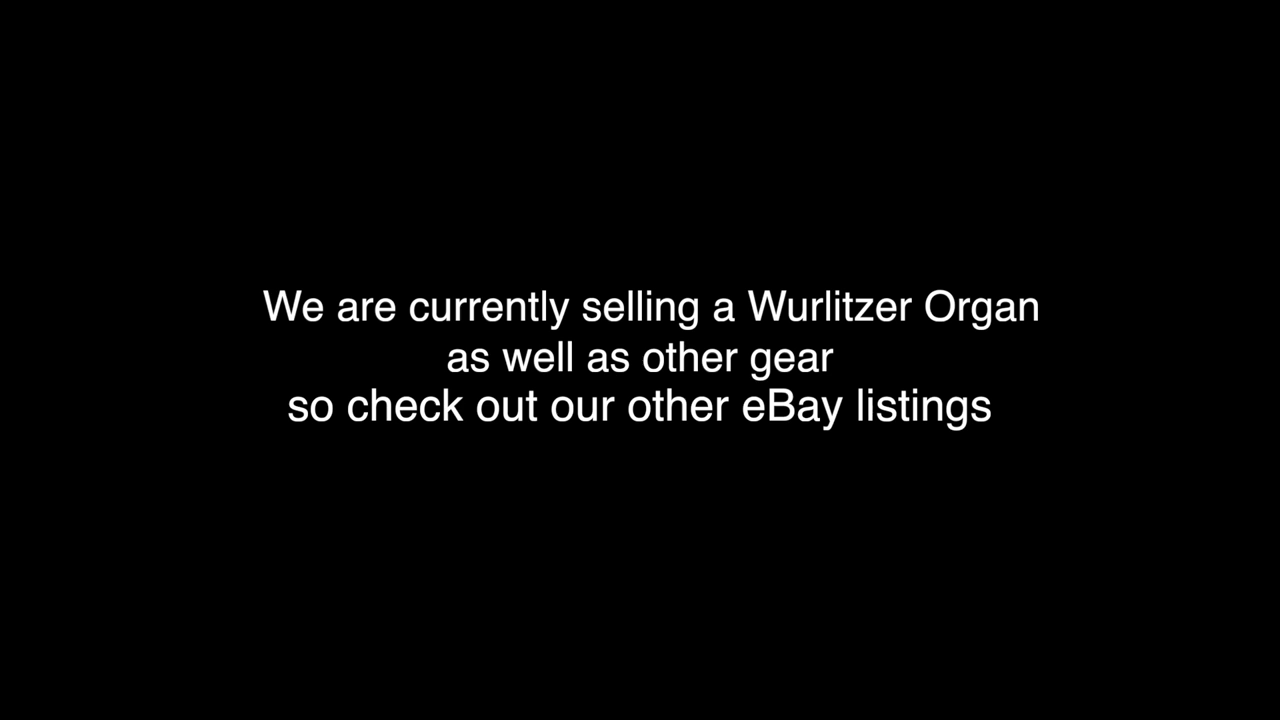 We are currently selling a Wurlitzer Organ
as well as other gear
so check out our other eBay listings